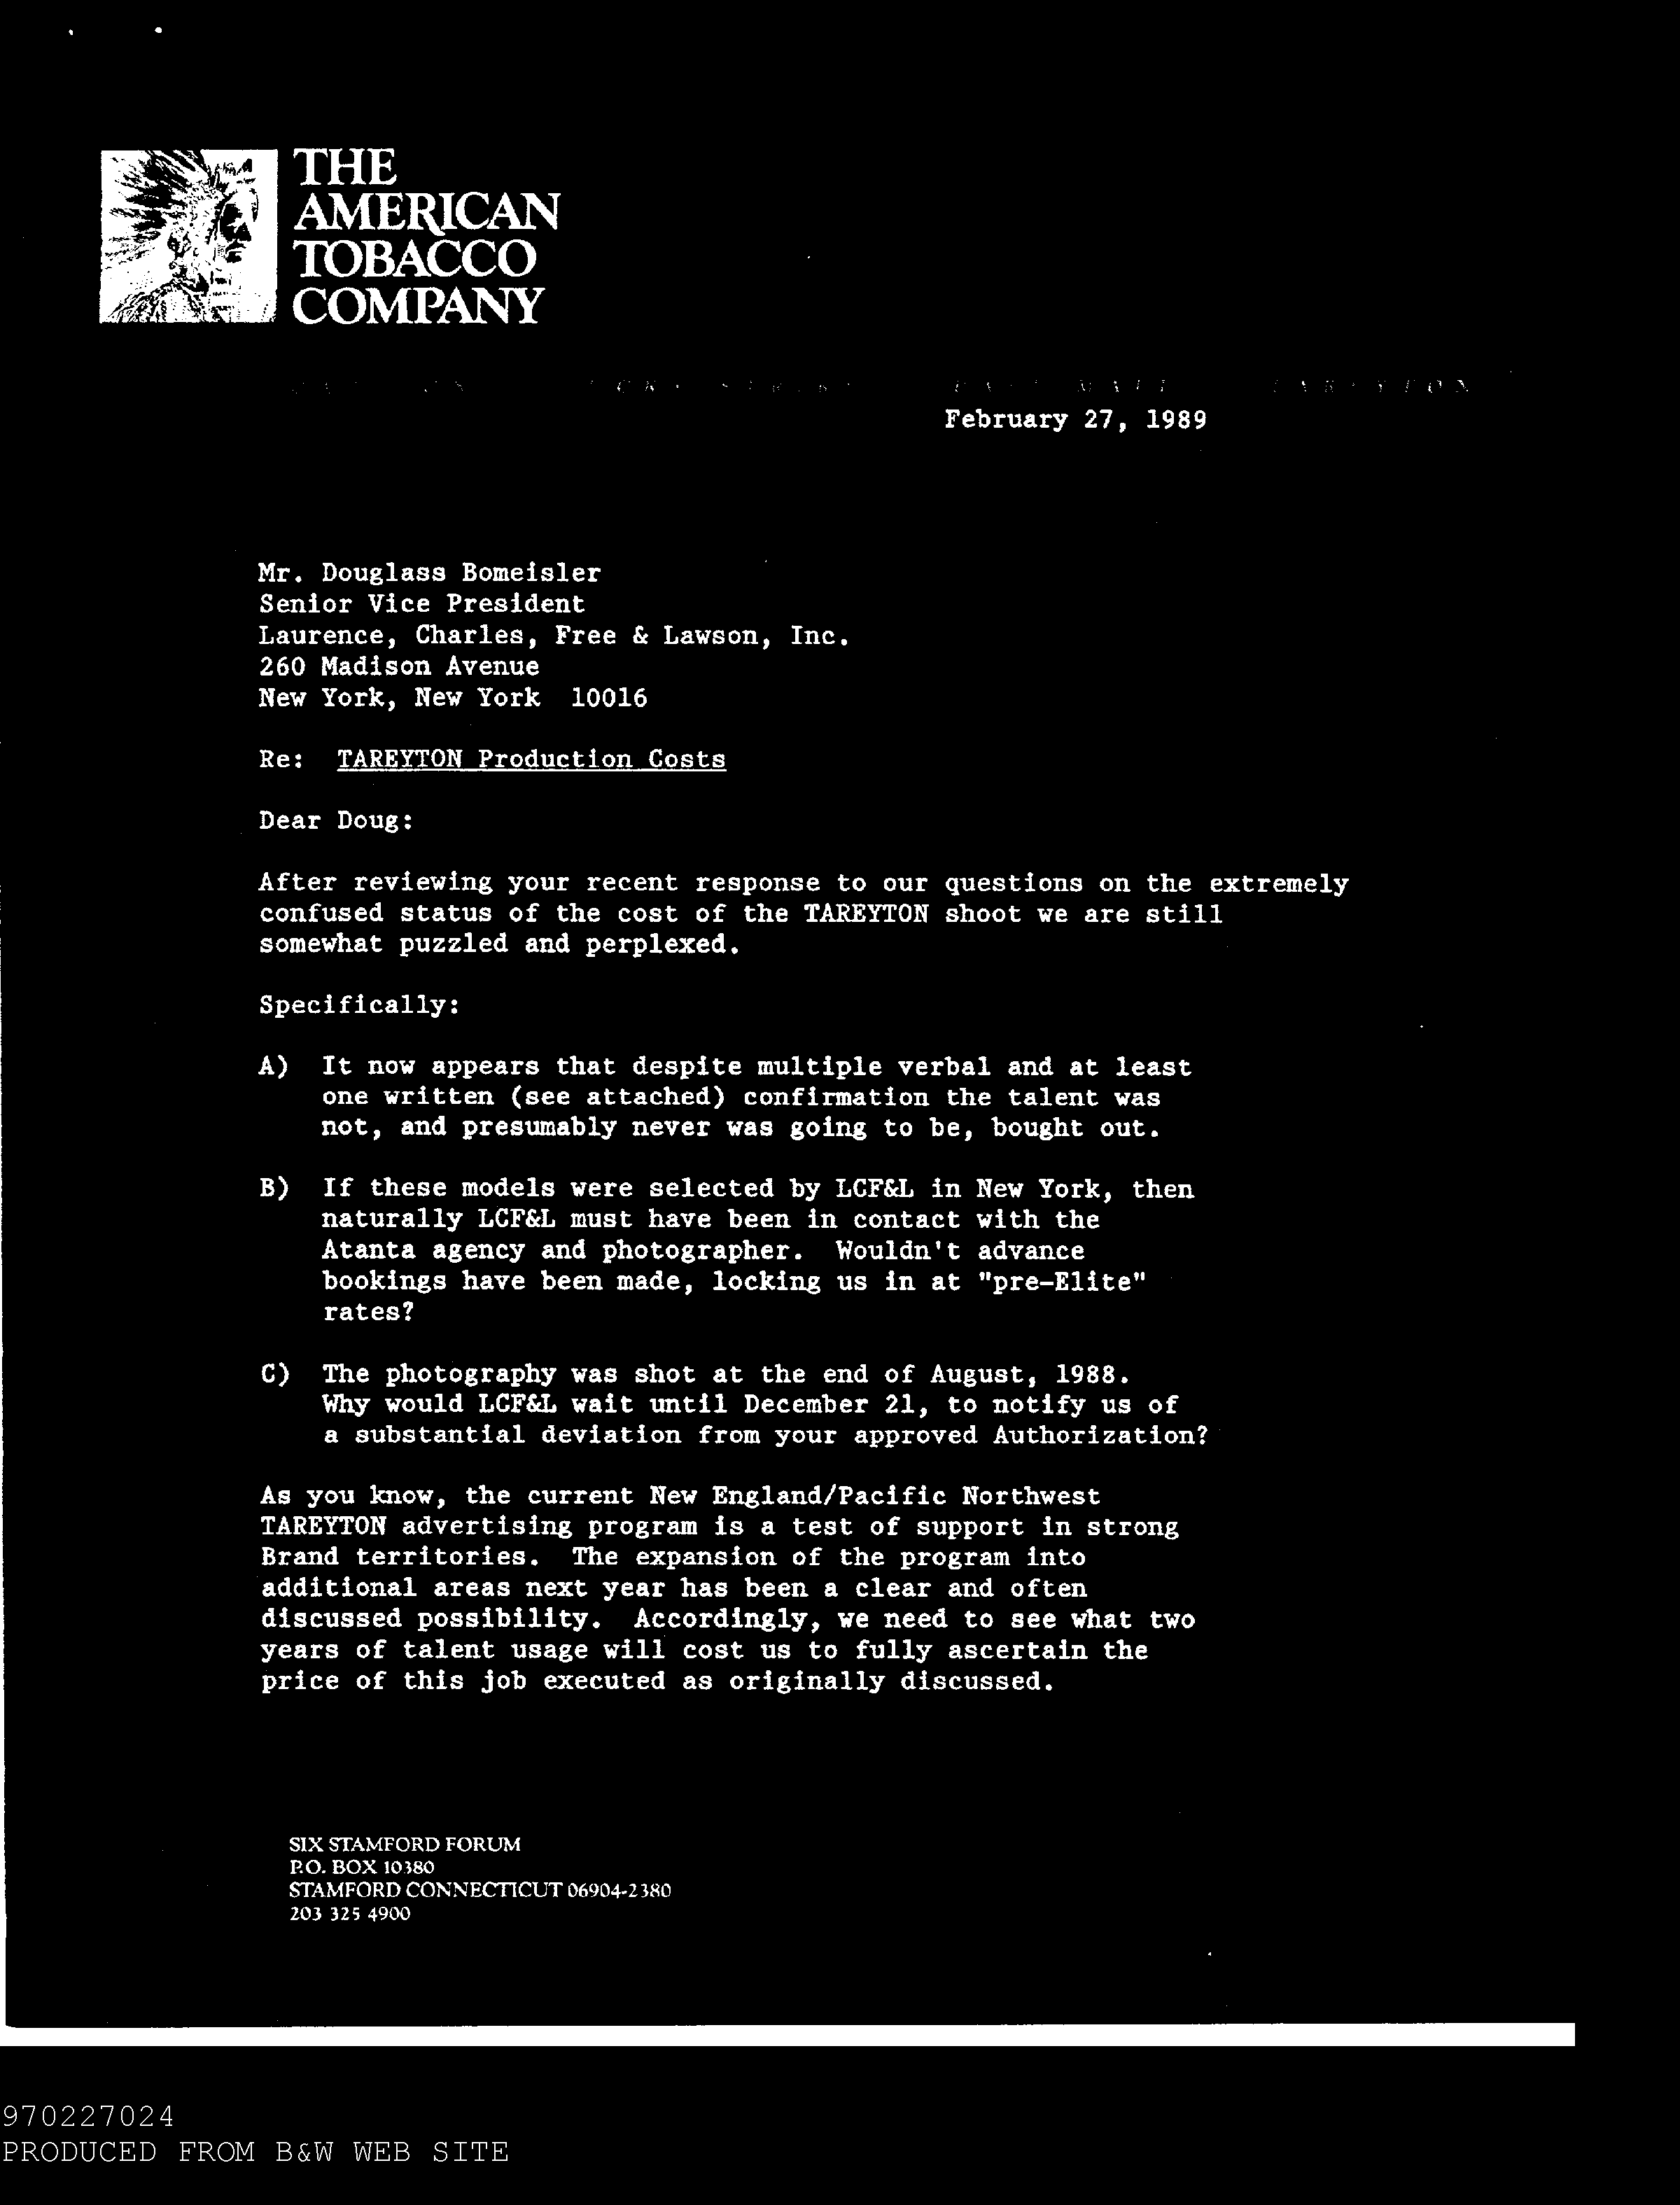 THE
AMERICAN
TOBACCO
COMPANY
February 27, 1989
Mr. Douglass Bomeisler
Senior Vice President
Laurence, Charles, Free & Lawson, Inc.
260 Madison Avenue
New York, New York 10016
Re: TAREYTON Production Costs
Dear Doug:
After reviewing your recent response to our questions on the extremely
confused status of the cost of the TAREYTON shoot we are still
somewhat puzzled and perplexed.
Specifically:
A) It now appears that despite multiple verbal and at least
one written (see attached) confirmation the talent was
not, and presumably never was going to be, bought out.
B) If these models were selected by LCF&L in New York, then
naturally LCF&L must have been in contact with the
Atanta agency and photographer. Wouldn't advance
bookings have been made, locking us in at "pre-Elite"
rates?
C) The photography was shot at the end of August, 1988.
Why would LCF&L wait until December 21, to notify us of
a substantial deviation from your approved Authorization?
As you know, the current New England/Pacific Northwest
TAREYTON advertising program is a test of support in strong
Brand territories. The expansion of the program into
additional areas next year has been a clear and often
discussed possibility. Accordingly, we need to see what two
years of talent usage will cost us to fully ascertain the
price of this job executed as originally discussed.
SIX STAMFORD FORUM
P.O. BOX 10380
STAMFORD CONNECTICUT 06904-2380
203 325 4900
970227024
PRODUCED FROM B&W WEB SITE